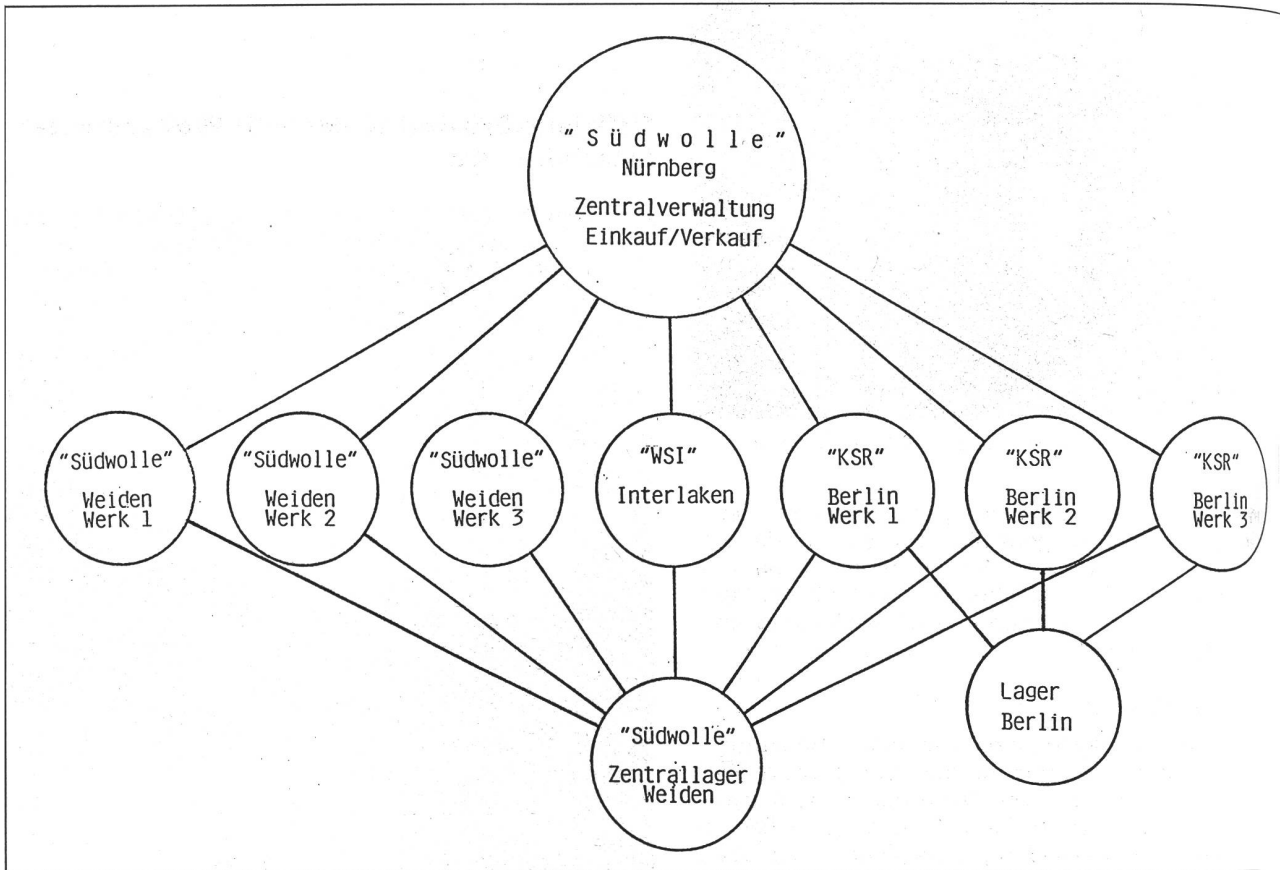 "Südwolle"
Nürnberg
Zentralverwaltung
Einkauf/Verkauf
"Südwolle"
Weiden
Werk 1
"Südwolle"
Weiden
Werk 2
"Südwolle"
Weiden
Werk 3
"WSI"
Interlaken
"KSR"
Berlin
Werk 1
"KSR"
Berlin
Werk 2
"KSR"
Berlin
Werk 3
"Südwolle"
Zentrallager
Weiden
Lager
Berlin